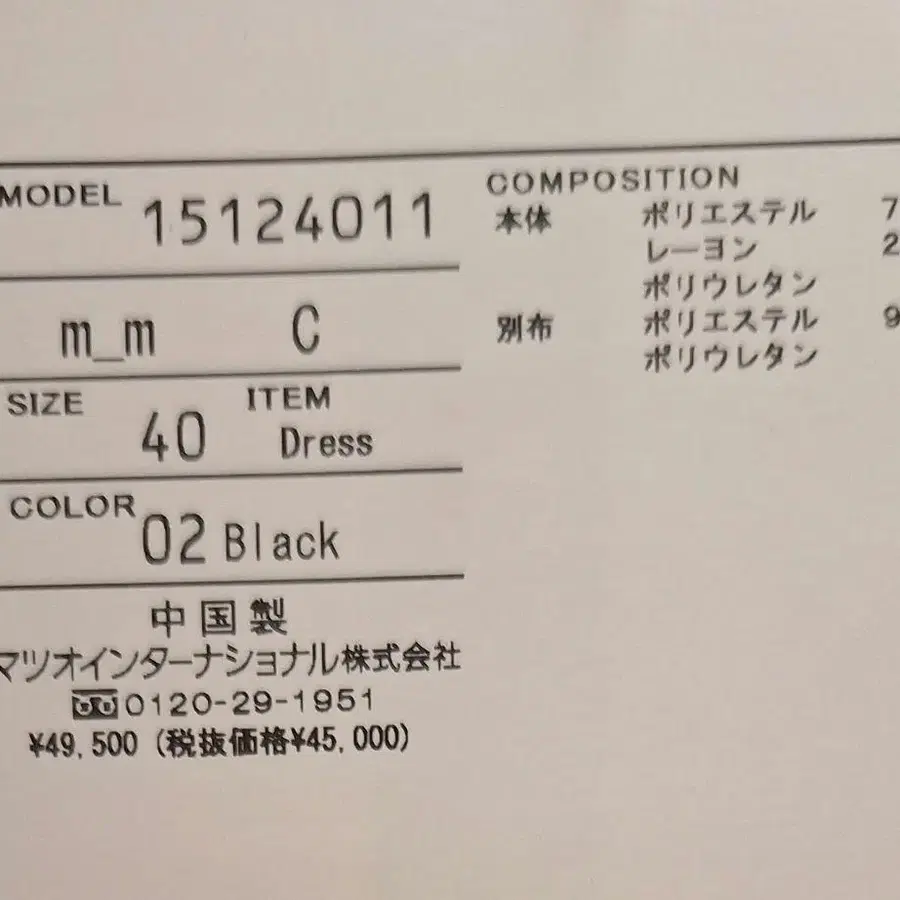 MODEL 15124011
m_m C
SIZE 40 ITEM Dress
COLOR 02 Black
中国製
マツオインターナショナル株式会社
0120-29-1951
¥49,500 (税抜価格¥45,000)
COMPOSITION
本体 ポリエステル 7
レーヨン 2
ポリウレタン
別布 ポリエステル 9
ポリウレタン